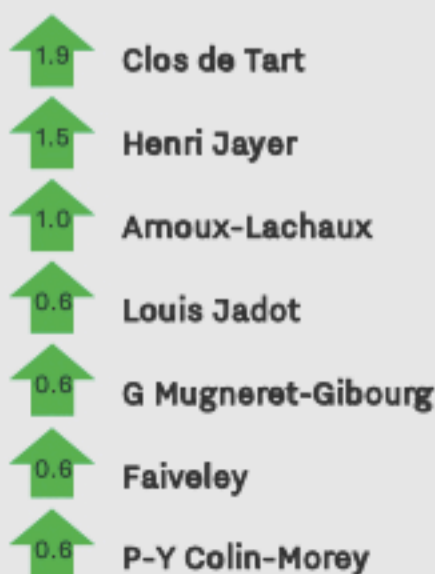 1.9 Clos de Tart
1.5 Henri Jayer
1.0 Arnoux-Lachaux
0.6 Louis Jadot
0.6 G Mugneret-Gibourg
0.6 Faiveley
0.6 P-Y Colin-Morey